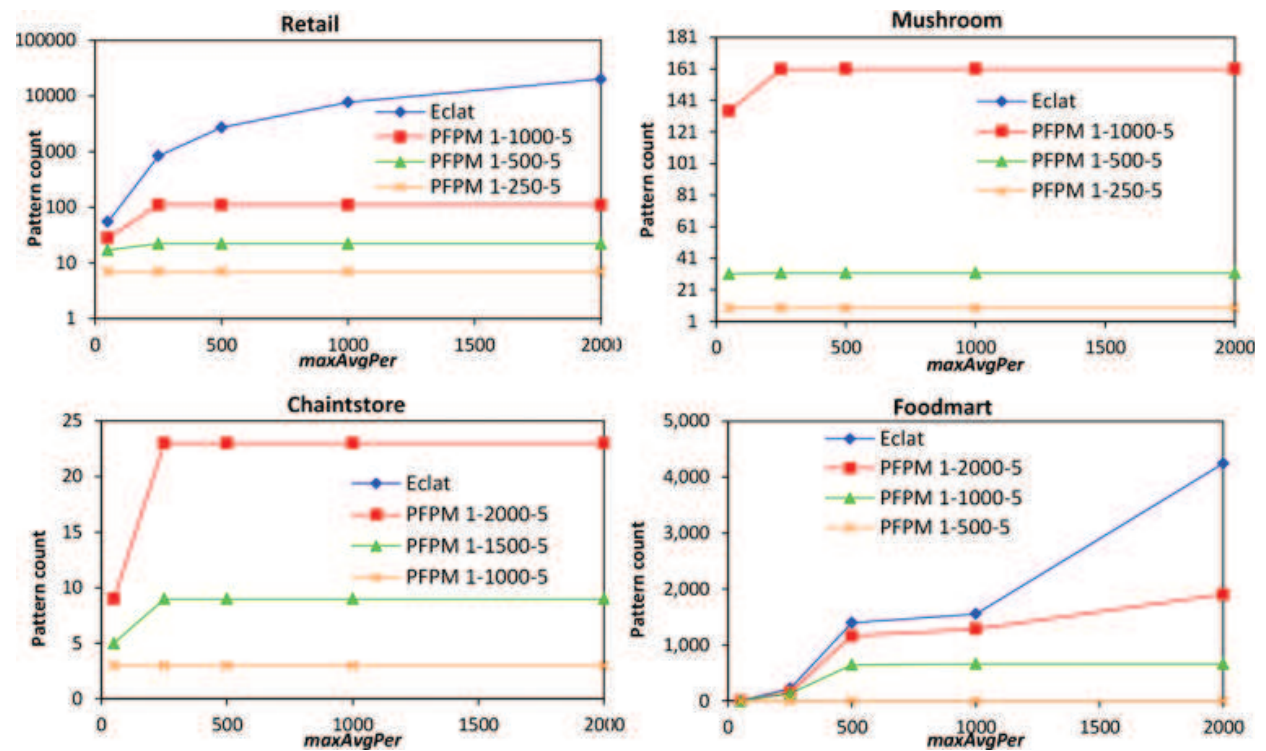 Retail
100000
10000
1000
100
10
1
Pattern count
Eclat
PFPM 1-1000-5
PFPM 1-500-5
PFPM 1-250-5
0 500 1000 1500 2000
maxAvgPer
Mushroom
181
161
141
121
101
81
61
41
21
1
Pattern count
Eclat
PFPM 1-1000-5
PFPM 1-500-5
PFPM 1-250-5
0 500 1000 1500 2000
maxAvgPer
Chaintstore
25
20
15
10
5
0
Pattern count
Eclat
PFPM 1-2000-5
PFPM 1-1500-5
PFPM 1-1000-5
0 500 1000 1500 2000
maxAvgPer
Foodmart
5,000
4,000
3,000
2,000
1,000
0
Pattern count
Eclat
PFPM 1-2000-5
PFPM 1-1000-5
PFPM 1-500-5
0 500 1000 1500 2000
maxAvgPer